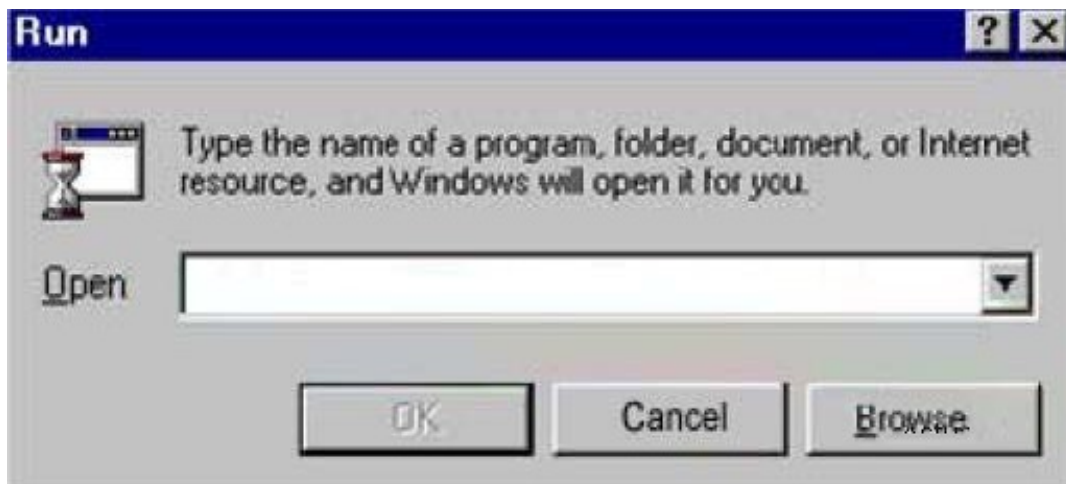 Run
Type the name of a program, folder, document, or Internet
resource, and Windows will open it for you.
Open
OK Cancel Browse...